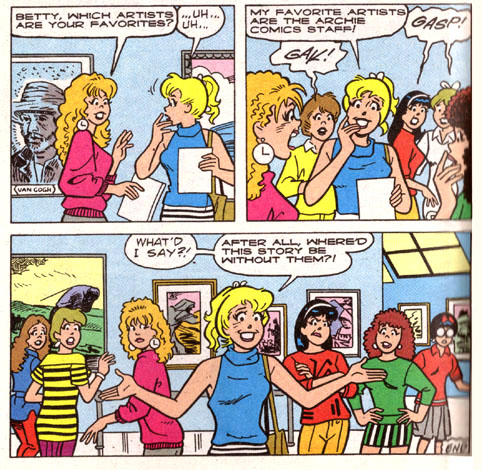 BETTY, WHICH ARTISTS
ARE YOUR FAVORITES?
...UH...
UH...
VAN GOGH
MY FAVORITE ARTISTS
ARE THE ARCHIE
COMICS STAFF!
GAK!
GASP!
WHAT'D
I SAY?!
AFTER ALL, WHERE'D
THIS STORY BE
WITHOUT THEM?!
END